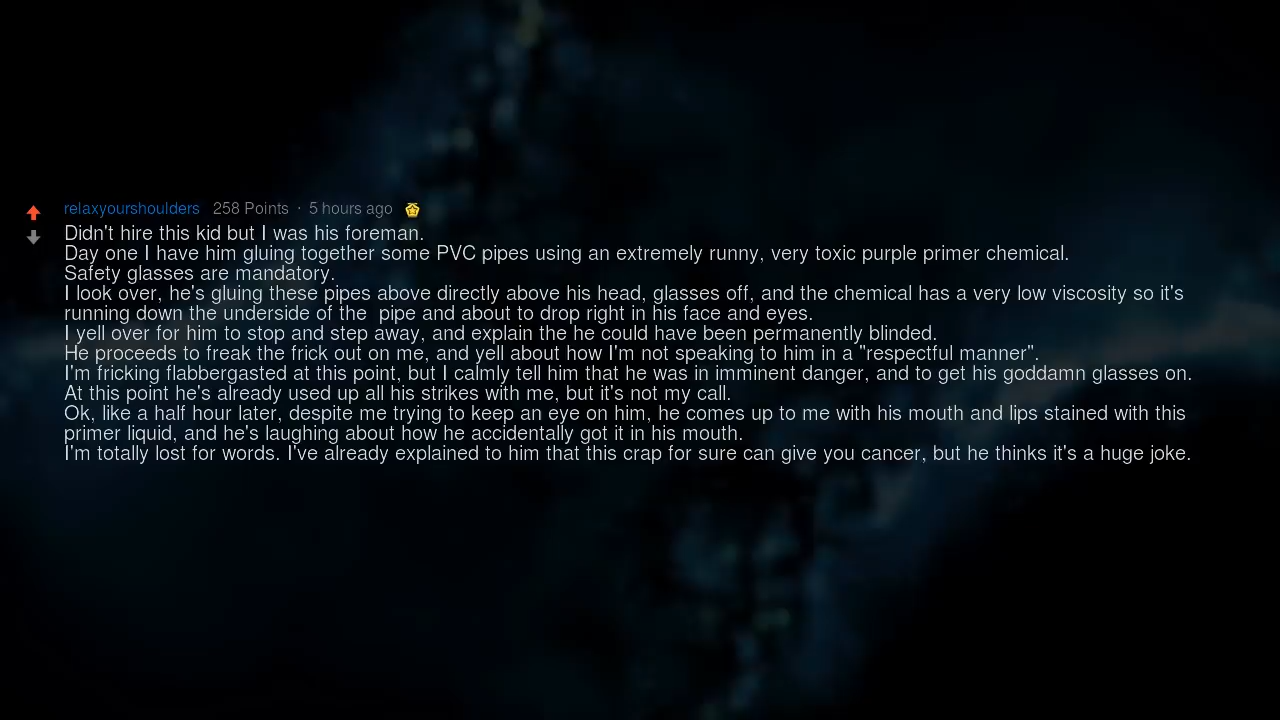 relaxyourshoulders 258 Points · 5 hours ago
Didn't hire this kid but I was his foreman.
Day one I have him gluing together some PVC pipes using an extremely runny, very toxic purple primer chemical.
Safety glasses are mandatory.
I look over, he's gluing these pipes above directly above his head, glasses off, and the chemical has a very low viscosity so it's
running down the underside of the  pipe and about to drop right in his face and eyes.
I yell over for him to stop and step away, and explain the he could have been permanently blinded.
He proceeds to freak the frick out on me, and yell about how I'm not speaking to him in a "respectful manner".
I'm fricking flabbergasted at this point, but I calmly tell him that he was in imminent danger, and to get his goddamn glasses on.
At this point he's already used up all his strikes with me, but it's not my call.
Ok, like a half hour later, despite me trying to keep an eye on him, he comes up to me with his mouth and lips stained with this
primer liquid, and he's laughing about how he accidentally got it in his mouth.
I'm totally lost for words. I've already explained to him that this crap for sure can give you cancer, but he thinks it's a huge joke.